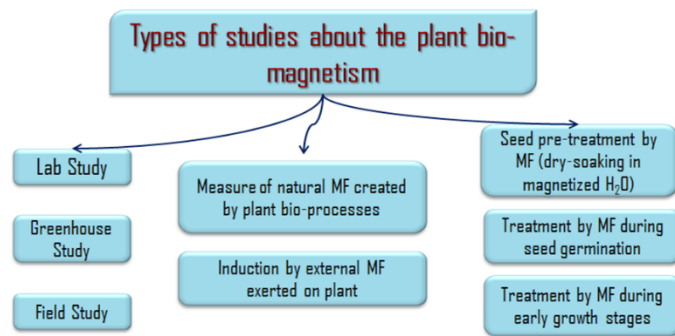 Types of studies about the plant bio-
magnetism
Lab Study
Greenhouse
Study
Field Study
Measure of natural MF created
by plant bio-processes
Induction by external MF
exerted on plant
Seed pre-treatment by
MF (dry-soaking in
magnetized H₂O)
Treatment by MF during
seed germination
Treatment by MF during
early growth stages